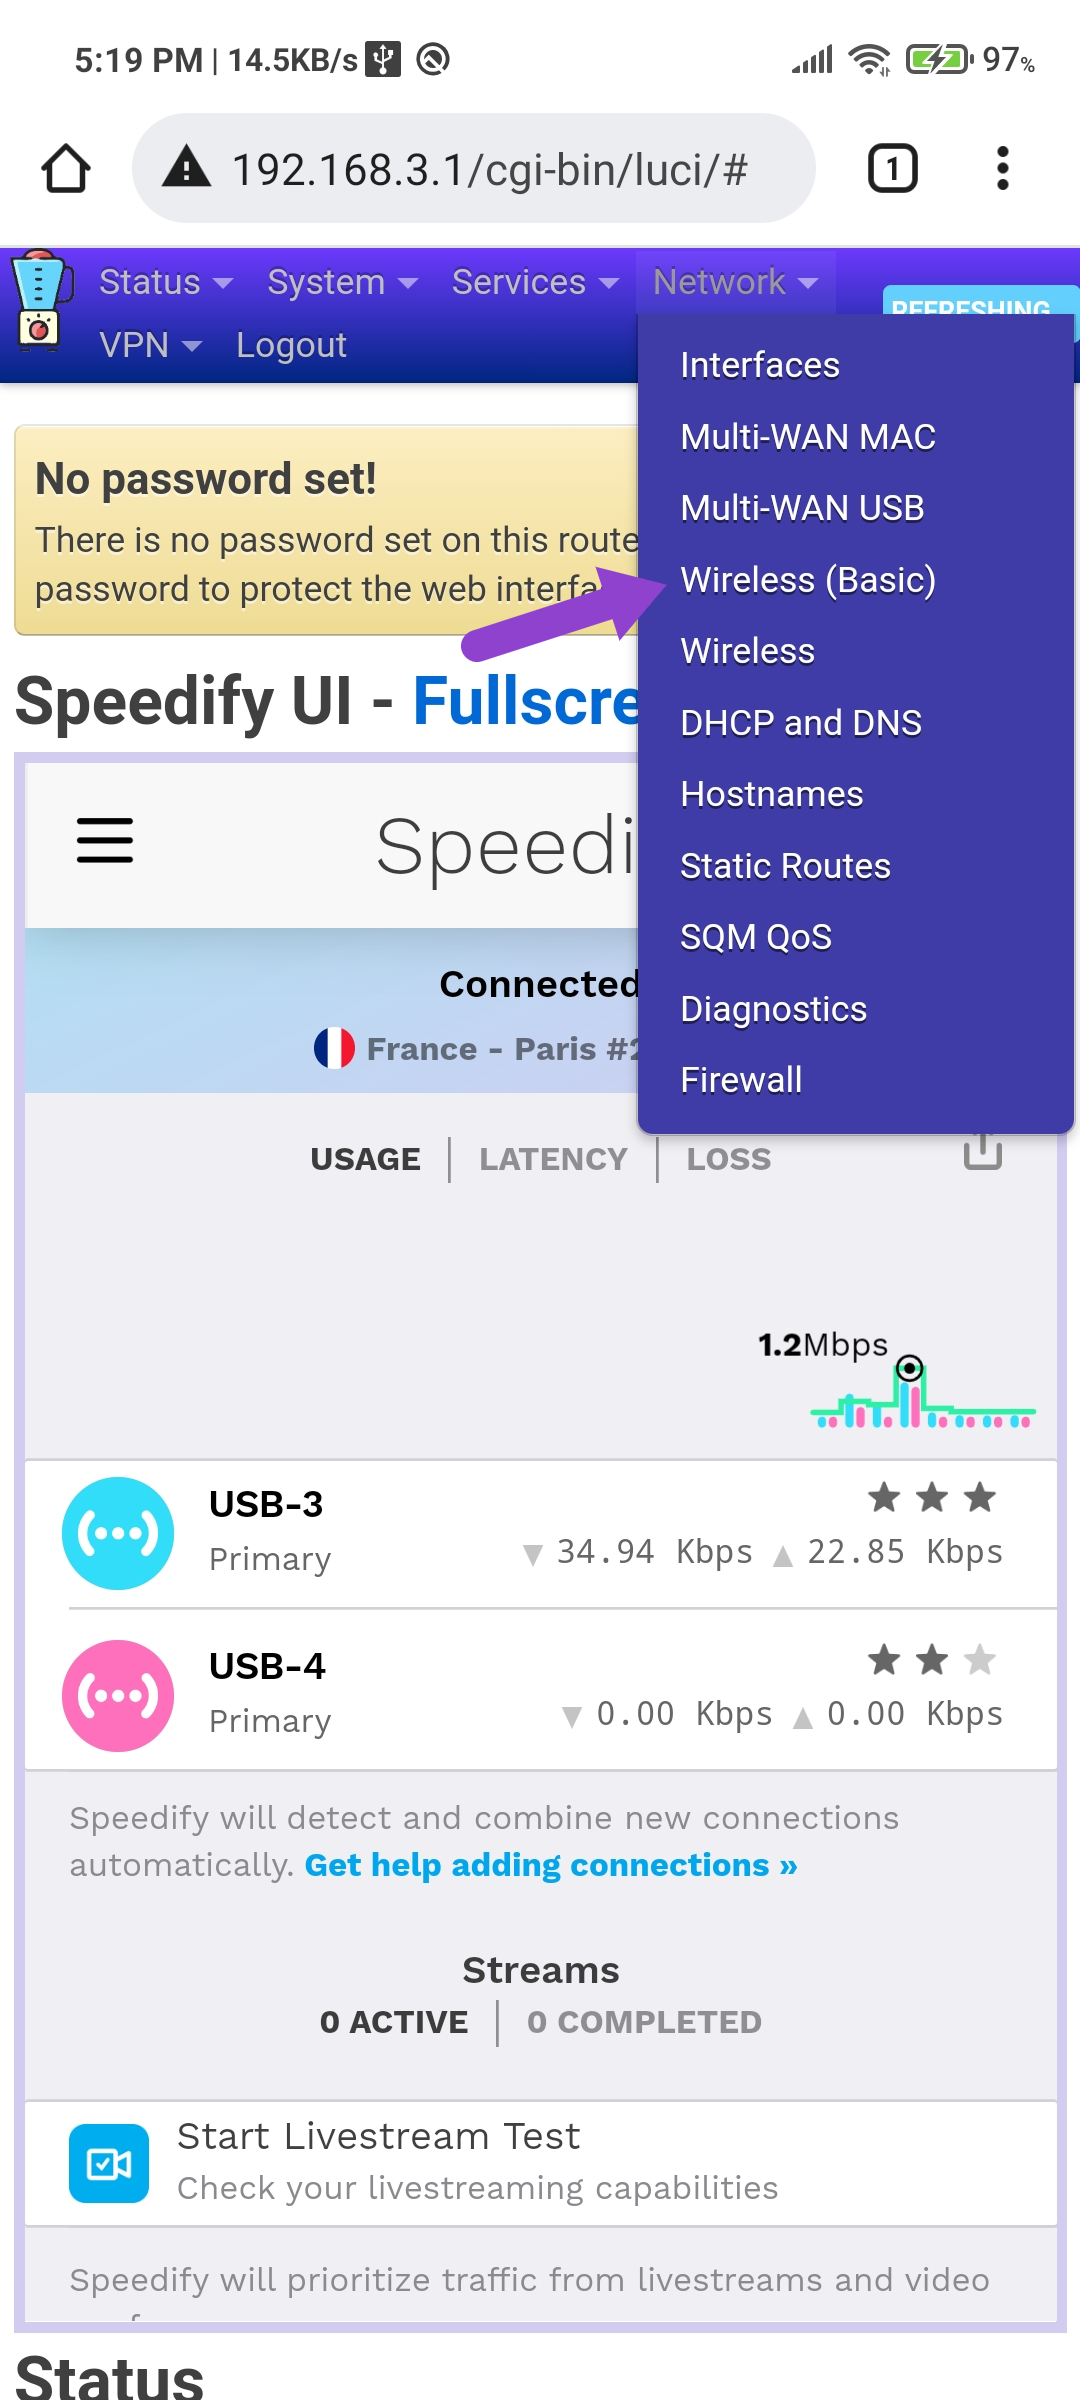 5:19 PM | 14.5KB/s
97%
192.168.3.1/cgi-bin/luci/#
1
Status System Services Network
REFRESHING
VPN Logout
Interfaces
Multi-WAN MAC
Multi-WAN USB
Wireless (Basic)
Wireless
DHCP and DNS
Hostnames
Static Routes
SQM QoS
Diagnostics
Firewall
No password set!
There is no password set on this route
password to protect the web interfa
Speedify UI - Fullscre
Speedi
Connected
France - Paris #2
USAGE | LATENCY | LOSS
1.2Mbps
USB-3
Primary
▼ 34.94 Kbps ▲ 22.85 Kbps
USB-4
Primary
▼ 0.00 Kbps ▲ 0.00 Kbps
Speedify will detect and combine new connections
automatically. Get help adding connections »
Streams
0 ACTIVE | 0 COMPLETED
Start Livestream Test
Check your livestreaming capabilities
Speedify will prioritize traffic from livestreams and video
Status